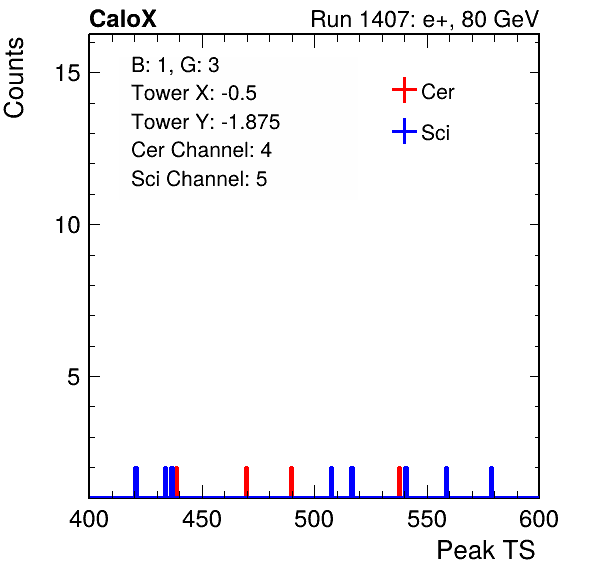 CaloX Run 1407: e+, 80 GeV
Counts
B: 1, G: 3
Tower X: -0.5
Tower Y: -1.875
Cer Channel: 4
Sci Channel: 5
Cer
Sci
15
10
5
400 450 500 550 600
Peak TS